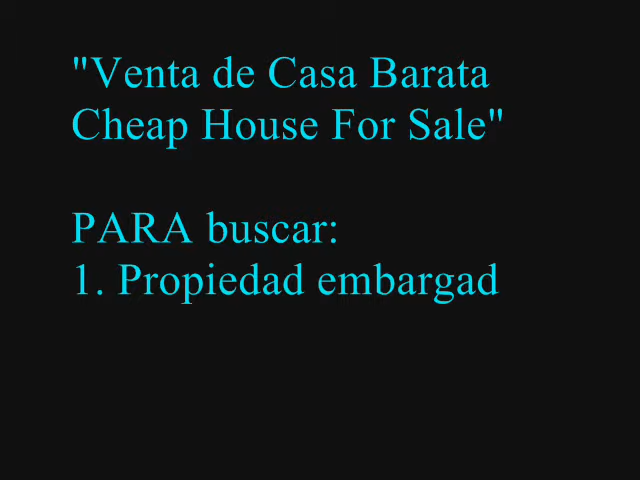 "Venta de Casa Barata
Cheap House For Sale"
PARA buscar:
1. Propiedad embargad